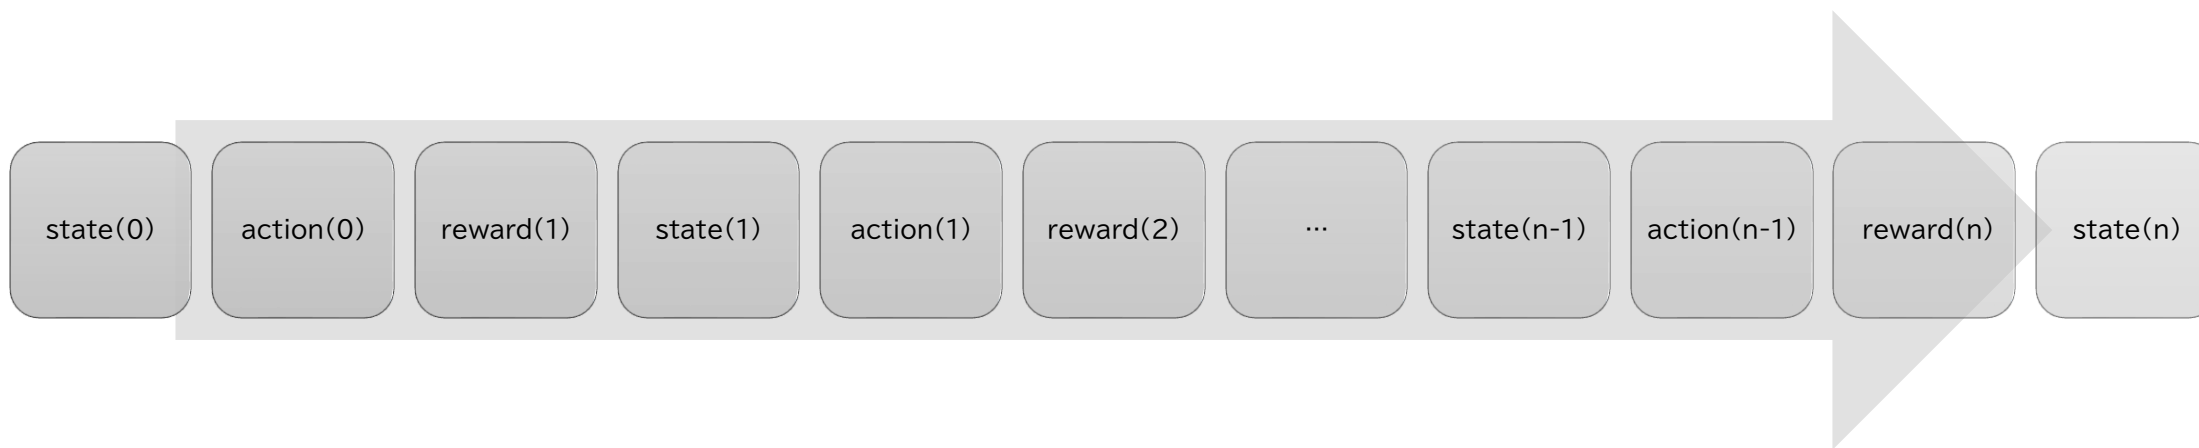 state(0)
action(0)
reward(1)
state(1)
action(1)
reward(2)
…
state(n-1)
action(n-1)
reward(n)
state(n)